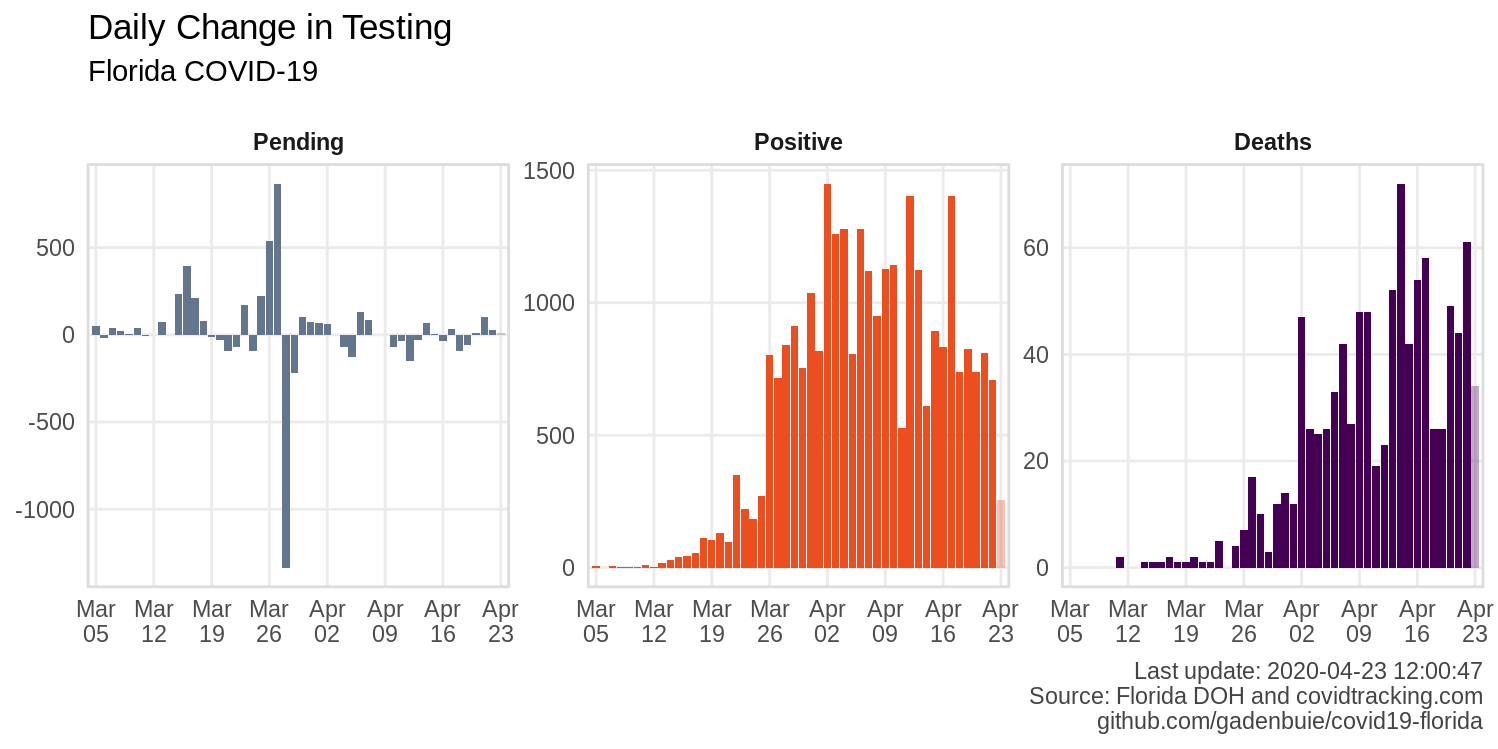 Daily Change in Testing
Florida COVID-19
Pending
Positive
Deaths
500
0
-500
-1000
1500
1000
500
0
60
40
20
0
Mar Mar Mar Mar Apr Apr Apr Apr
05 12 19 26 02 09 16 23
Mar Mar Mar Mar Apr Apr Apr Apr
05 12 19 26 02 09 16 23
Mar Mar Mar Mar Apr Apr Apr Apr
05 12 19 26 02 09 16 23
Last update: 2020-04-23 12:00:47
Source: Florida DOH and covidtracking.com
github.com/gadenbuie/covid19-florida